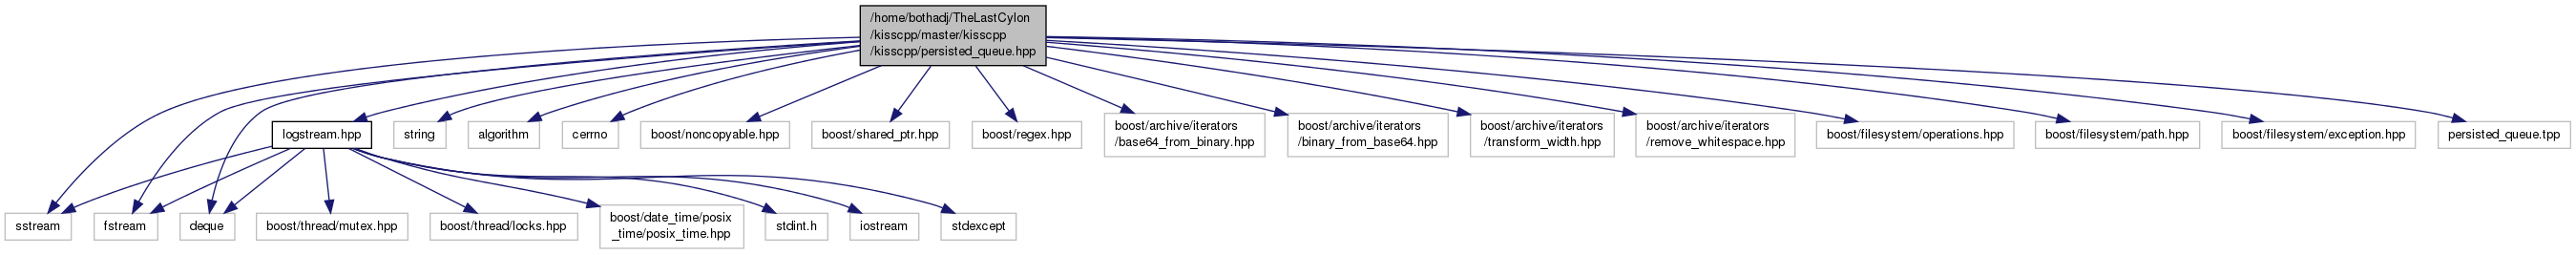 /home/bothadj/TheLastCylon
/kisscpp/master/kisscpp
/kisscpp/persisted_queue.hpp
logstream.hpp
string
algorithm
cerrno
boost/noncopyable.hpp
boost/shared_ptr.hpp
boost/regex.hpp
boost/archive/iterators
/base64_from_binary.hpp
boost/archive/iterators
/binary_from_base64.hpp
boost/archive/iterators
/transform_width.hpp
boost/archive/iterators
/remove_whitespace.hpp
boost/filesystem/operations.hpp
boost/filesystem/path.hpp
boost/filesystem/exception.hpp
persisted_queue.tpp
sstream
fstream
deque
boost/thread/mutex.hpp
boost/thread/locks.hpp
boost/date_time/posix
_time/posix_time.hpp
stdint.h
iostream
stdexcept